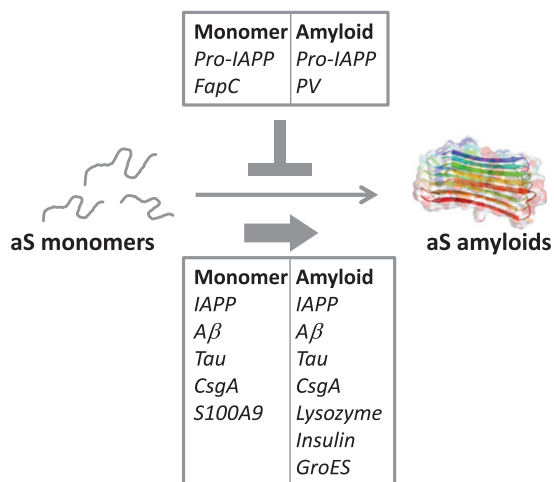 Monomer Amyloid
Pro-IAPP Pro-IAPP
FapC PV
aS monomers aS amyloids
Monomer Amyloid
IAPP IAPP
Aβ Aβ
Tau Tau
CsgA CsgA
S100A9 Lysozyme
Insulin
GroES